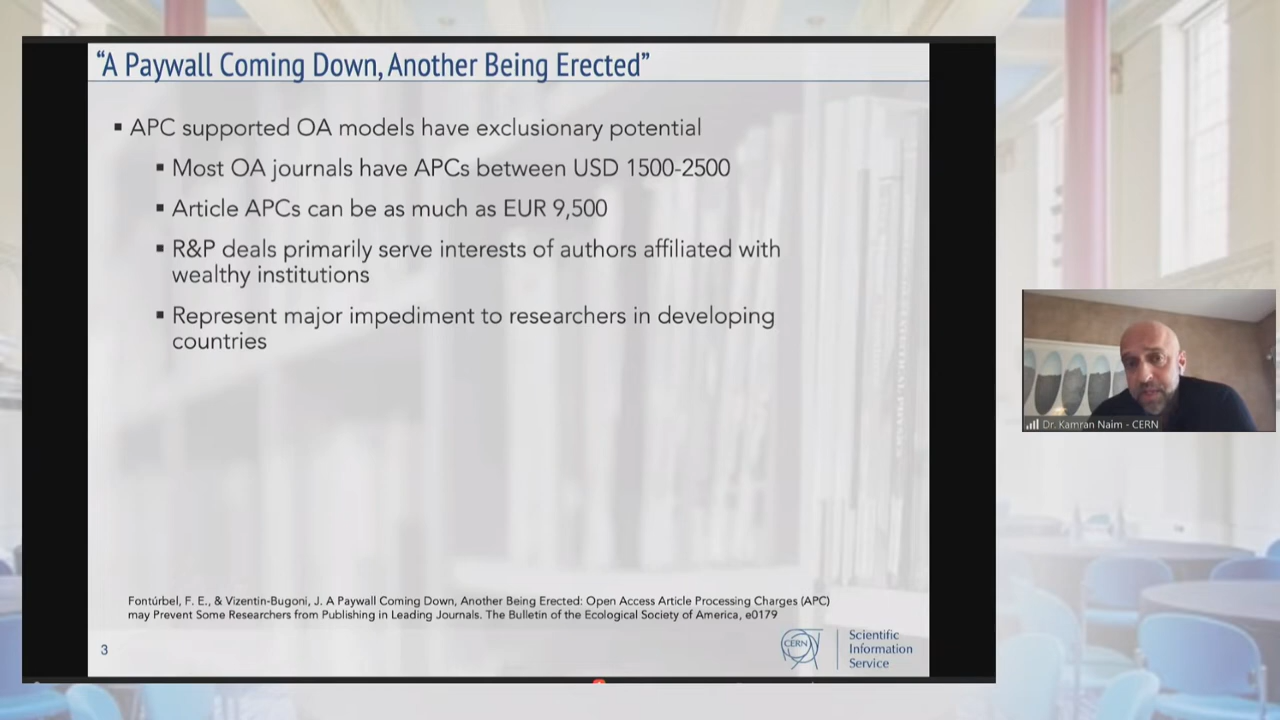 “A Paywall Coming Down, Another Being Erected”
▪ APC supported OA models have exclusionary potential
▪ Most OA journals have APCs between USD 1500-2500
▪ Article APCs can be as much as EUR 9,500
▪ R&P deals primarily serve interests of authors affiliated with
wealthy institutions
▪ Represent major impediment to researchers in developing
countries
Dr. Kamran Naim - CERN
Fontúrbel, F. E., & Vizentin-Bugoni, J. A Paywall Coming Down, Another Being Erected: Open Access Article Processing Charges (APC)
may Prevent Some Researchers from Publishing in Leading Journals. The Bulletin of the Ecological Society of America, e0179
3
CERN
Scientific
Information
Service